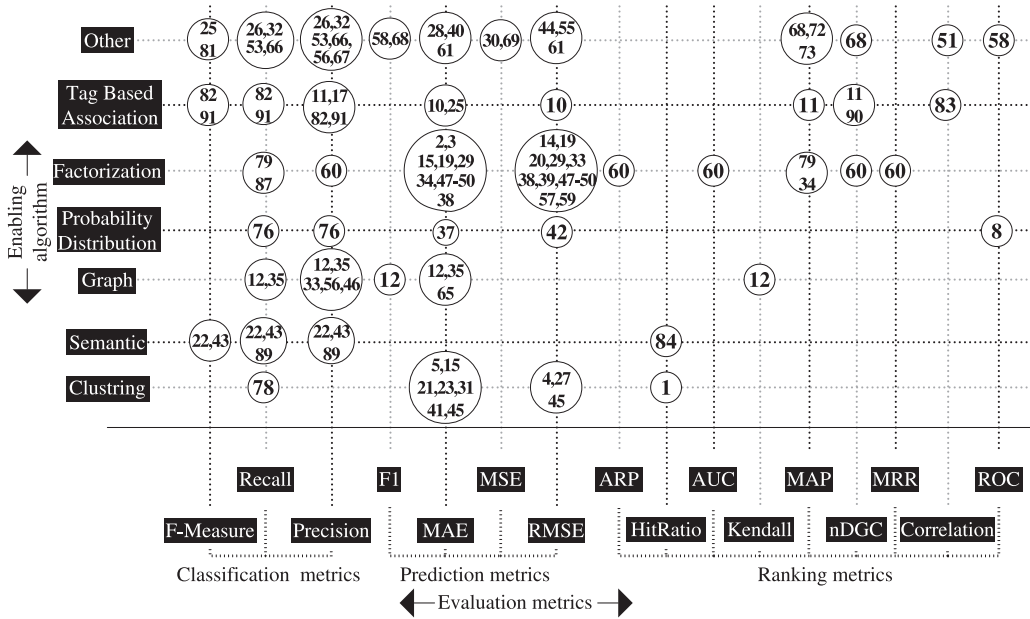 Other
25
81
26,32
53,66
26,32
53,66,
56,67
58,68
28,40
61
30,69
44,55
61
68,72
73
68
51
58
Tag Based
Association
82
91
82
91
11,17
82,91
10,25
10
11
11
90
83
Factorization
79
87
60
2,3
15,19,29
34,47-50
38
14,19
20,29,33
38,39,47-50
57,59
60
60
79
34
60
60
Enabling
algorithm
Probability
Distribution
76
76
37
42
8
Graph
12,35
12,35
33,56,46
12
12,35
65
12
Semantic
22,43
22,43
89
22,43
89
84
Clustring
78
5,15
21,23,31
41,45
4,27
45
1
Recall
F1
MSE
ARP
AUC
MAP
MRR
ROC
F-Measure
Precision
MAE
RMSE
HitRatio
Kendall
nDGC
Correlation
Classification metrics
Prediction metrics
Ranking metrics
Evaluation metrics